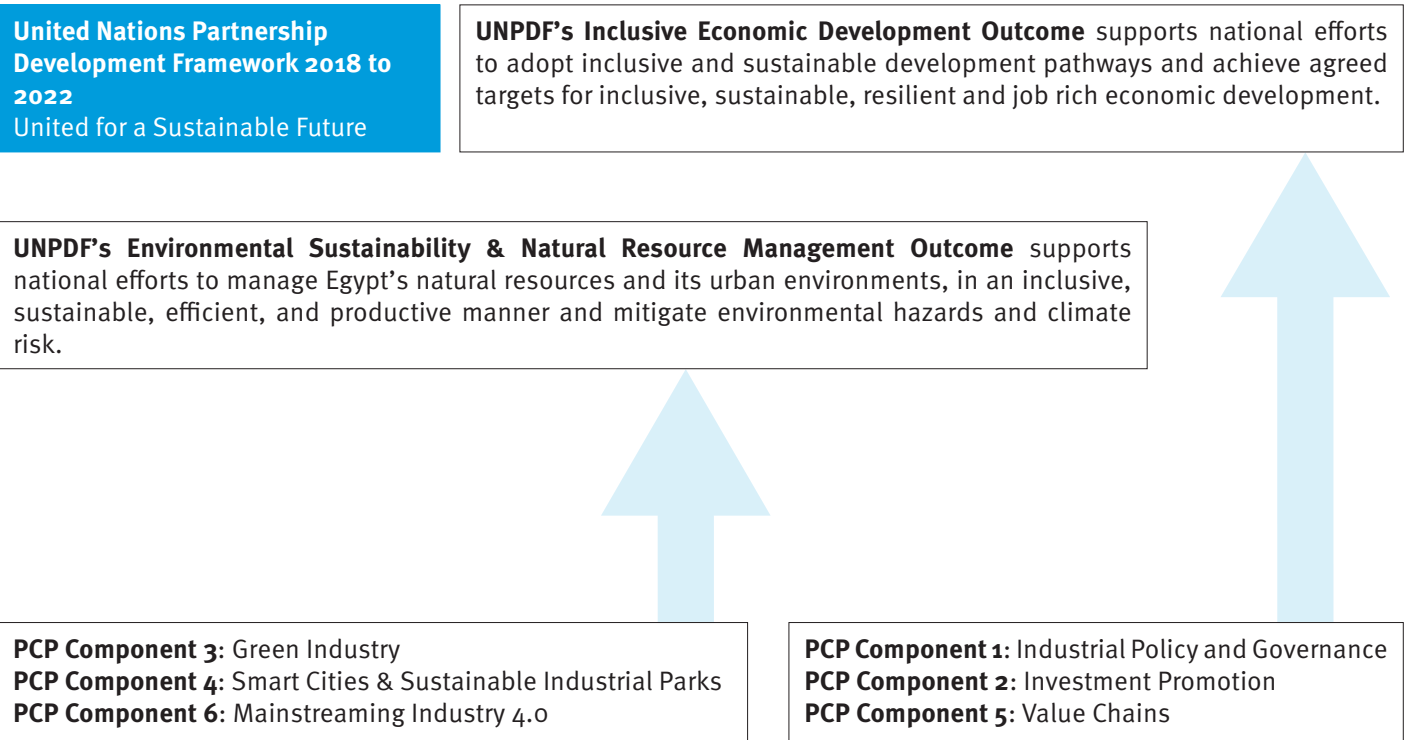 United Nations Partnership
Development Framework 2018 to
2022
United for a Sustainable Future
UNPDF’s Inclusive Economic Development Outcome supports national efforts
to adopt inclusive and sustainable development pathways and achieve agreed
targets for inclusive, sustainable, resilient and job rich economic development.
UNPDF’s Environmental Sustainability & Natural Resource Management Outcome supports
national efforts to manage Egypt’s natural resources and its urban environments, in an inclusive,
sustainable, efficient, and productive manner and mitigate environmental hazards and climate
risk.
PCP Component 3: Green Industry
PCP Component 4: Smart Cities & Sustainable Industrial Parks
PCP Component 6: Mainstreaming Industry 4.0
PCP Component 1: Industrial Policy and Governance
PCP Component 2: Investment Promotion
PCP Component 5: Value Chains